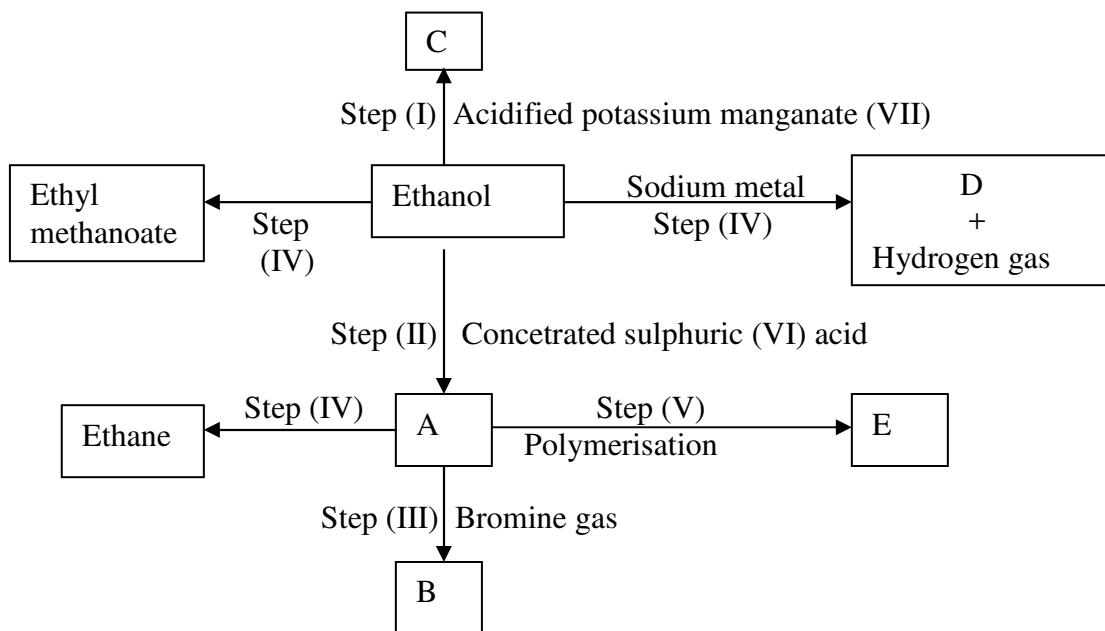 C
Step (I) Acidified potassium manganate (VII)
Ethyl
methanoate
Step
(IV)
Ethanol
Sodium metal
Step (IV)
D
+
Hydrogen gas
Step (II) Concetrated sulphuric (VI) acid
Ethane
Step (IV)
A
Step (V)
Polymerisation
E
Step (III) Bromine gas
B